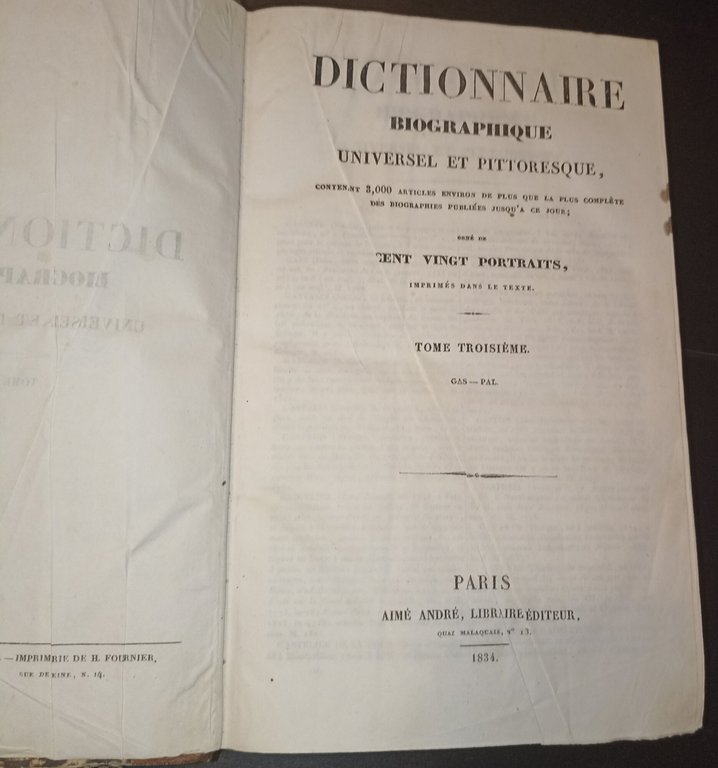 DICTIONNAIRE
BIOGRAPHIQUE
UNIVERSEL ET PITTORESQUE,
CONTENANT 3,000 ARTICLES ENVIRON DE PLUS QUE LA PLUS COMPLÈTE
DES BIOGRAPHIES PUBLIÉES JUSQU'A CE JOUR;
ORNÉ DE
CENT VINGT PORTRAITS,
IMPRIMÉS DANS LE TEXTE.
TOME TROISIÈME.
GAS — PAL.
PARIS
AIMÉ ANDRÉ, LIBRAIRE ÉDITEUR,
QUAI MALAQUAIS, N° 13.
1834.
— IMPRIMRIE DE H. FOURNIER,
RUE DE SEINE, N. 14.